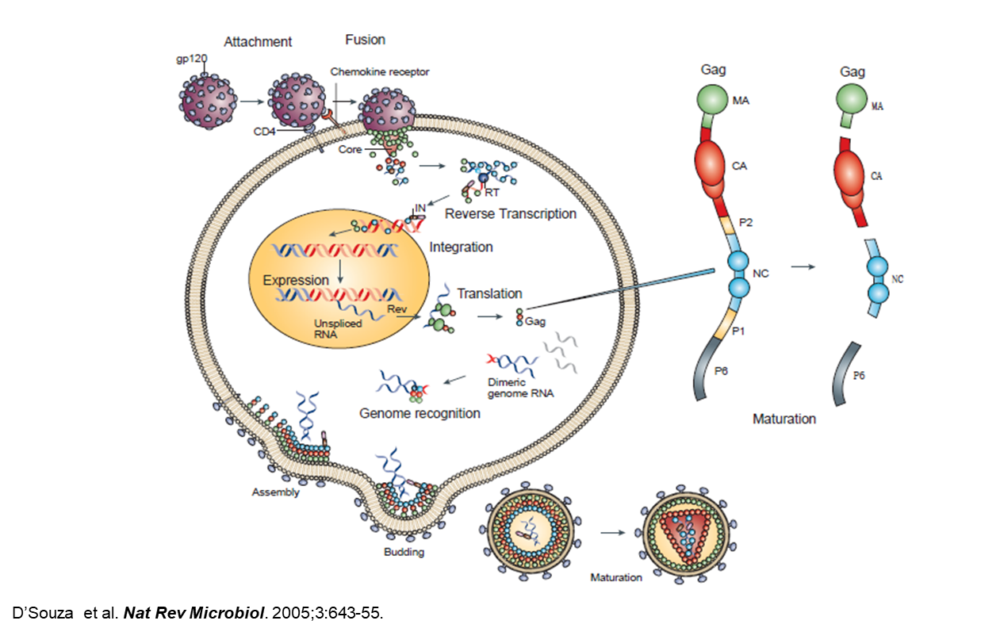 Attachment
Fusion
gp120
Chemokine receptor
CD4
Core
RT
Reverse Transcription
IN
Integration
Expression
Rev
Unspliced
RNA
Translation
Gag
Dimeric
genome RNA
Genome recognition
Assembly
Budding
Maturation
Gag
MA
CA
P2
NC
P1
P6
Gag
MA
CA
NC
P6
Maturation
D’Souza et al. Nat Rev Microbiol. 2005;3:643-55.